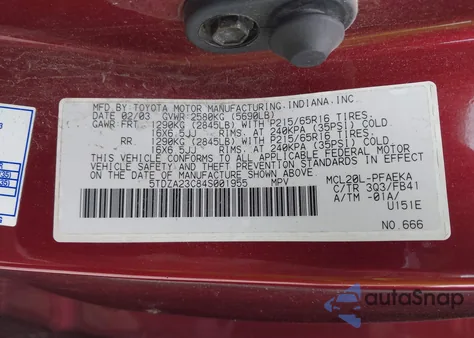 MFD.BY:TOYOTA MOTOR MANUFACTURING,INDIANA,INC.
DATE 02/03 GVWR 2580KG (5690LB)
GAWR:FRT. 1290KG (2845LB) WITH P215/65R16 TIRES,
16X6.5JJ RIMS, AT 240KPA (35PSI) COLD.
RR. 1290KG (2845LB) WITH P215/65R16 TIRES,
16X6.5JJ RIMS, AT 240KPA (35PSI) COLD.
THIS VEHICLE CONFORMS TO ALL APPLICABLE FEDERAL MOTOR
VEHICLE SAFETY,BUMPER,AND THEFT PREVENTION STANDARDS IN EFFECT
ON THE DATE OF MANUFACTURE SHOWN ABOVE.
5TDZA23C84S001955 MPV
MCL20L-PFAEKA
C/TR 3Q3/FB41
A/TM -01A/
U151E
NO.666
autoSnap